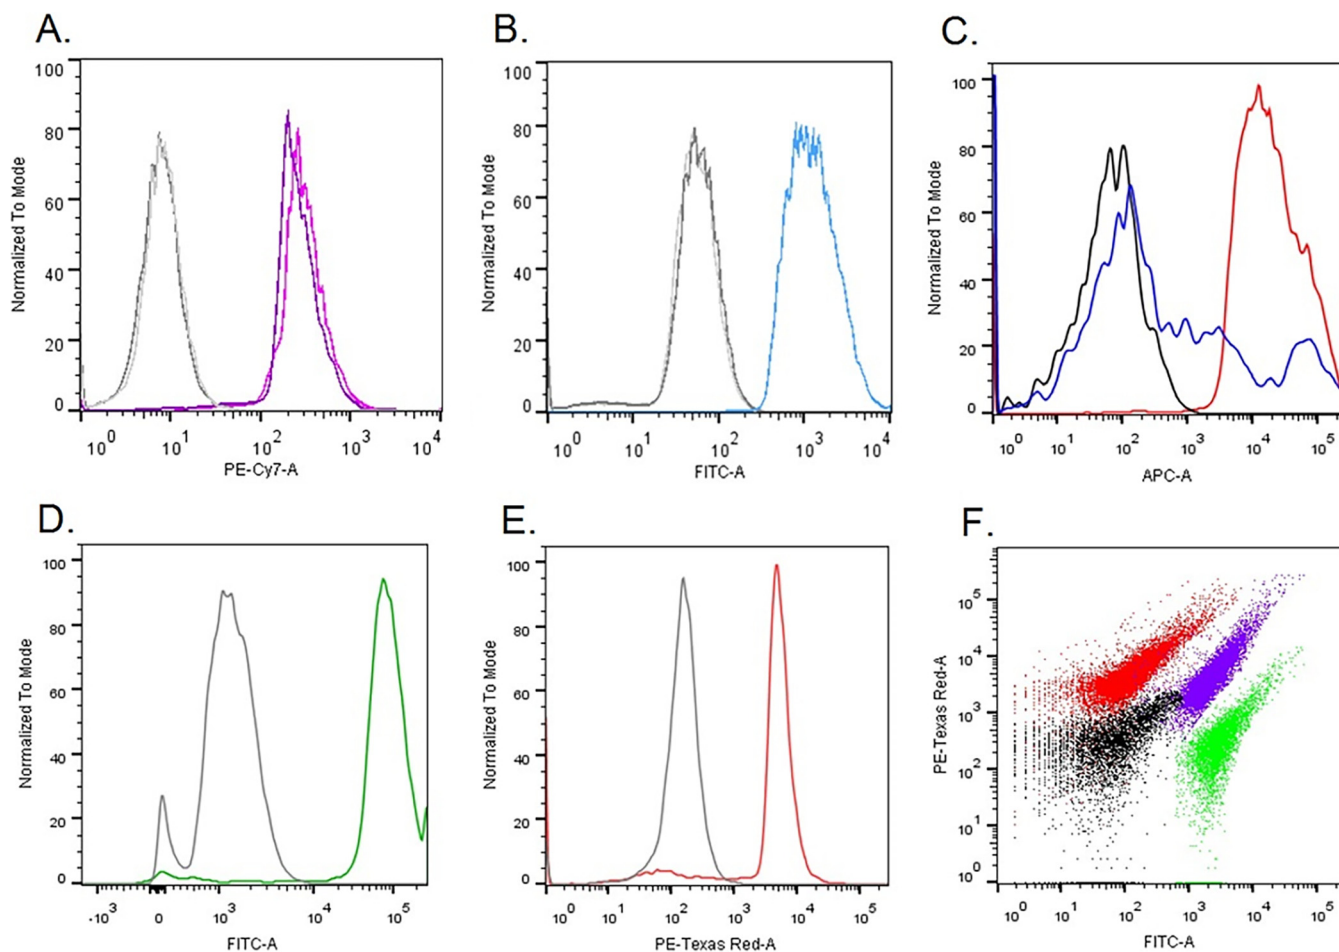 A.
B.
C.
100
80
60
40
20
0
Normalized To Mode
10^0 10^1 10^2 10^3 10^4
PE-Cy7-A
100
80
60
40
20
0
Normalized To Mode
10^0 10^1 10^2 10^3 10^4
FITC-A
100
80
60
40
20
0
Normalized To Mode
10^0 10^1 10^2 10^3 10^4 10^5
APC-A
D.
E.
F.
100
80
60
40
20
0
Normalized To Mode
-10^3 0 10^3 10^4 10^5
FITC-A
100
80
60
40
20
0
Normalized To Mode
10^0 10^1 10^2 10^3 10^4 10^5
PE-Texas Red-A
10^5
10^4
10^3
10^2
10^1
10^0
PE-Texas Red-A
10^0 10^1 10^2 10^3 10^4 10^5
FITC-A